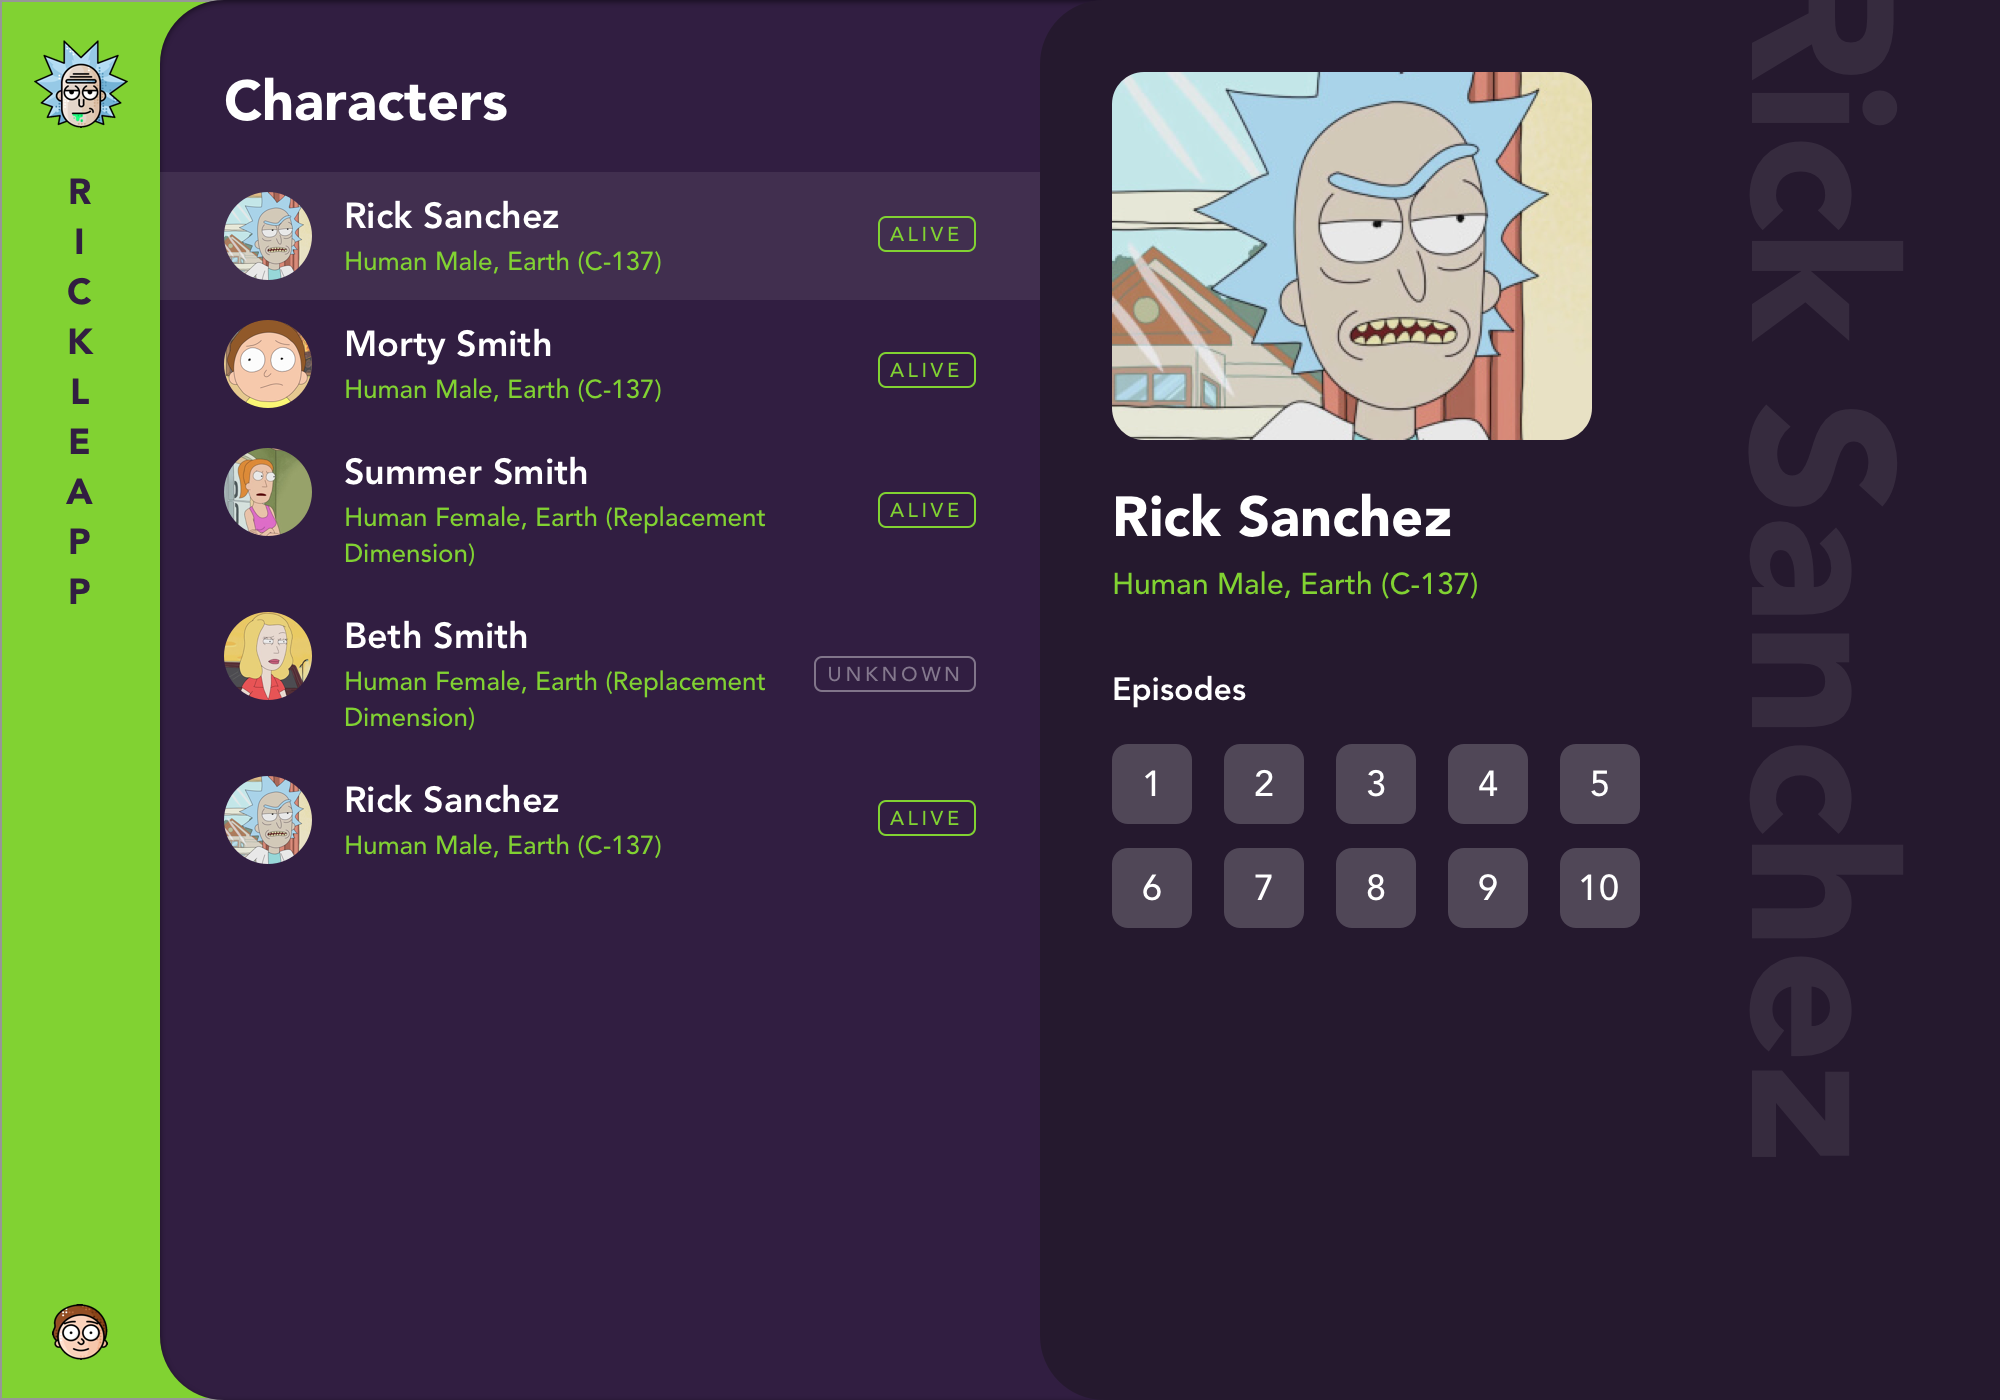 R
I
C
K
L
E
A
P
P
Characters
Rick Sanchez
Human Male, Earth (C-137)
ALIVE
Morty Smith
Human Male, Earth (C-137)
ALIVE
Summer Smith
Human Female, Earth (Replacement
Dimension)
ALIVE
Beth Smith
Human Female, Earth (Replacement
Dimension)
UNKNOWN
Rick Sanchez
Human Male, Earth (C-137)
ALIVE
Rick Sanchez
Human Male, Earth (C-137)
Episodes
1 2 3 4 5
6 7 8 9 10
Rick Sanchez